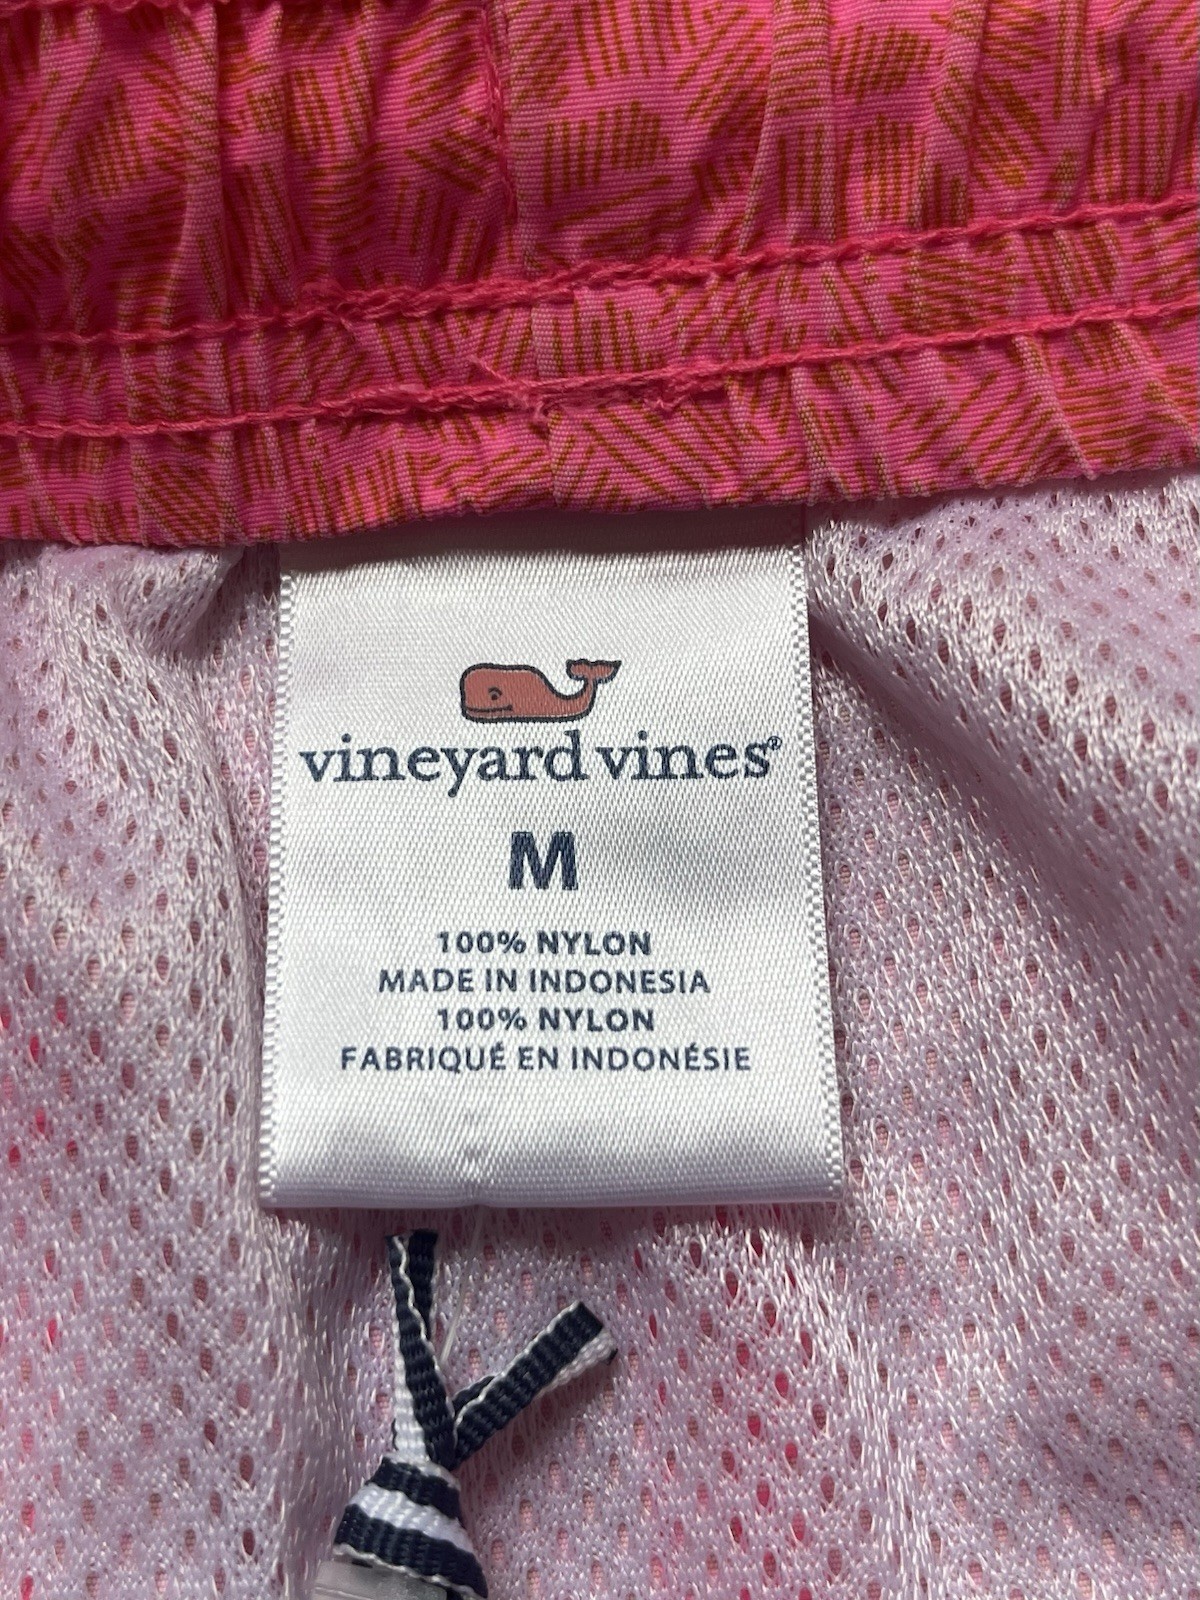 vineyard vines®
M
100% NYLON
MADE IN INDONESIA
100% NYLON
FABRIQUÉ EN INDONÉSIE